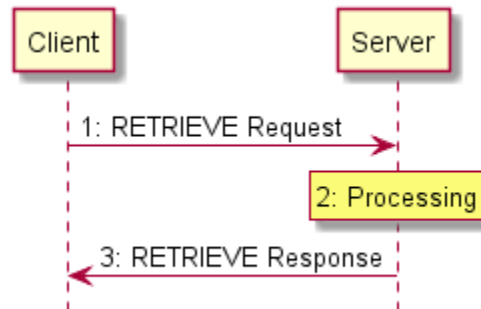 Client
Server
1: RETRIEVE Request
2: Processing
3: RETRIEVE Response